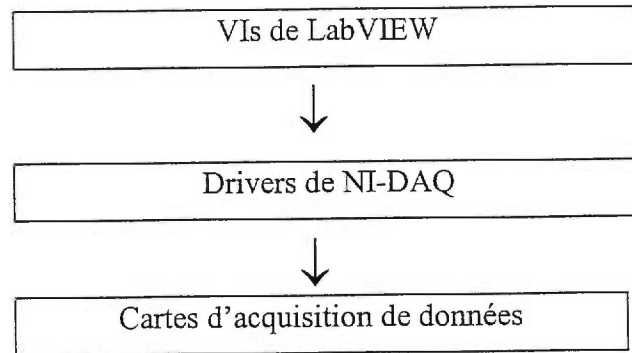 VIs de LabVIEW
Drivers de NI-DAQ
Cartes d'acquisition de données